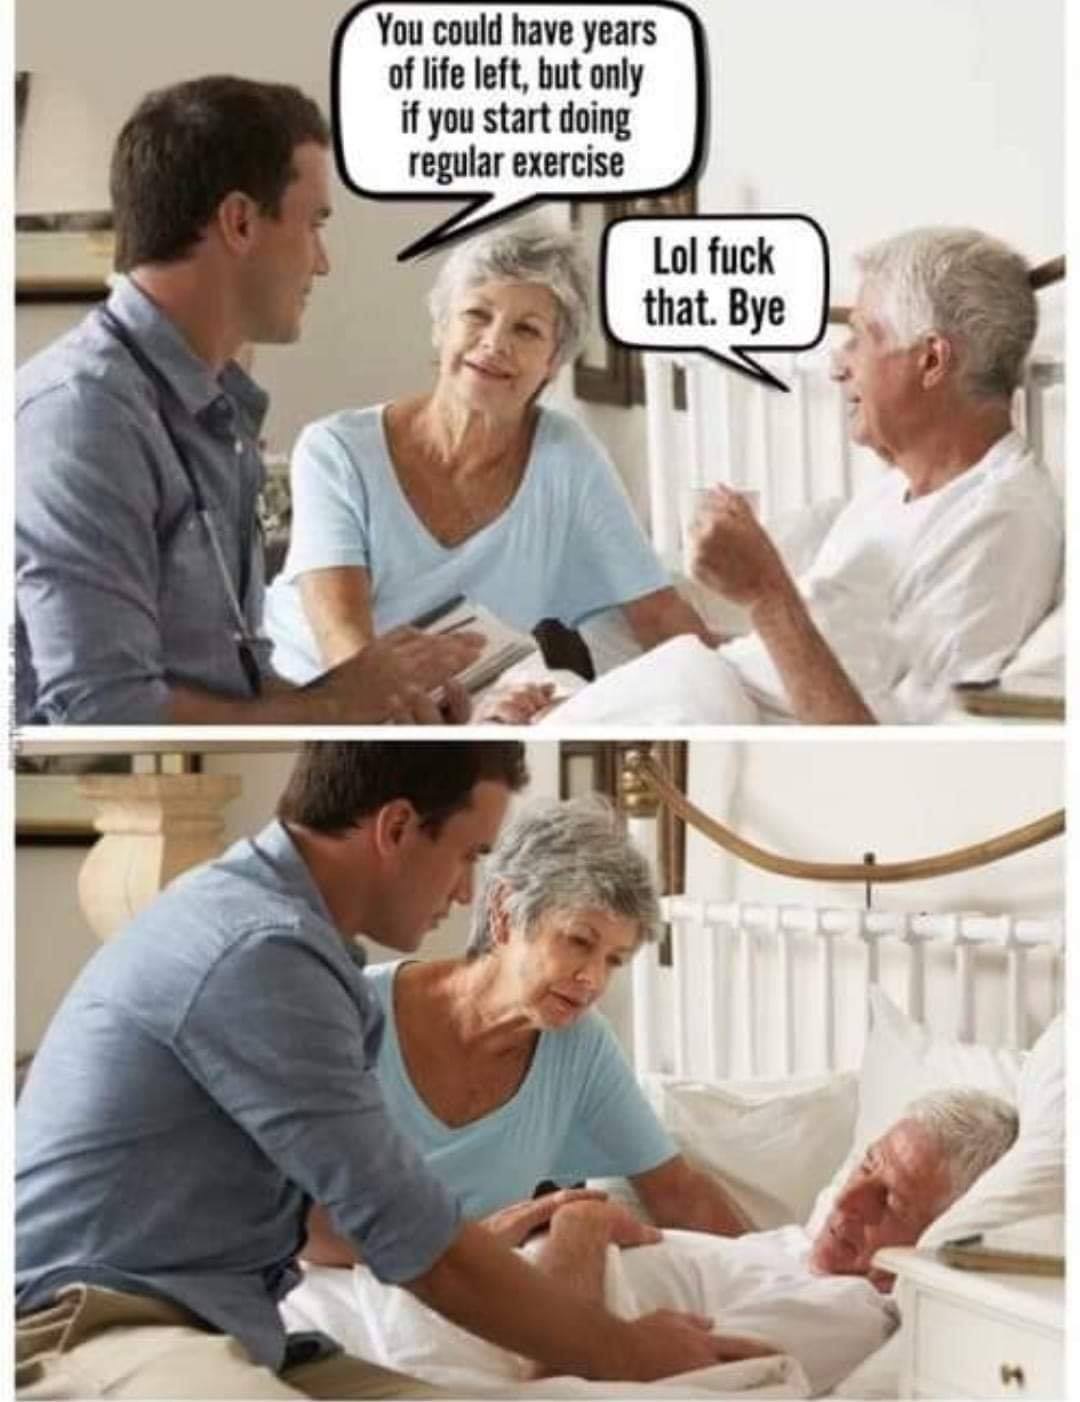 You could have years
of life left, but only
if you start doing
regular exercise
Lol fuck
that. Bye